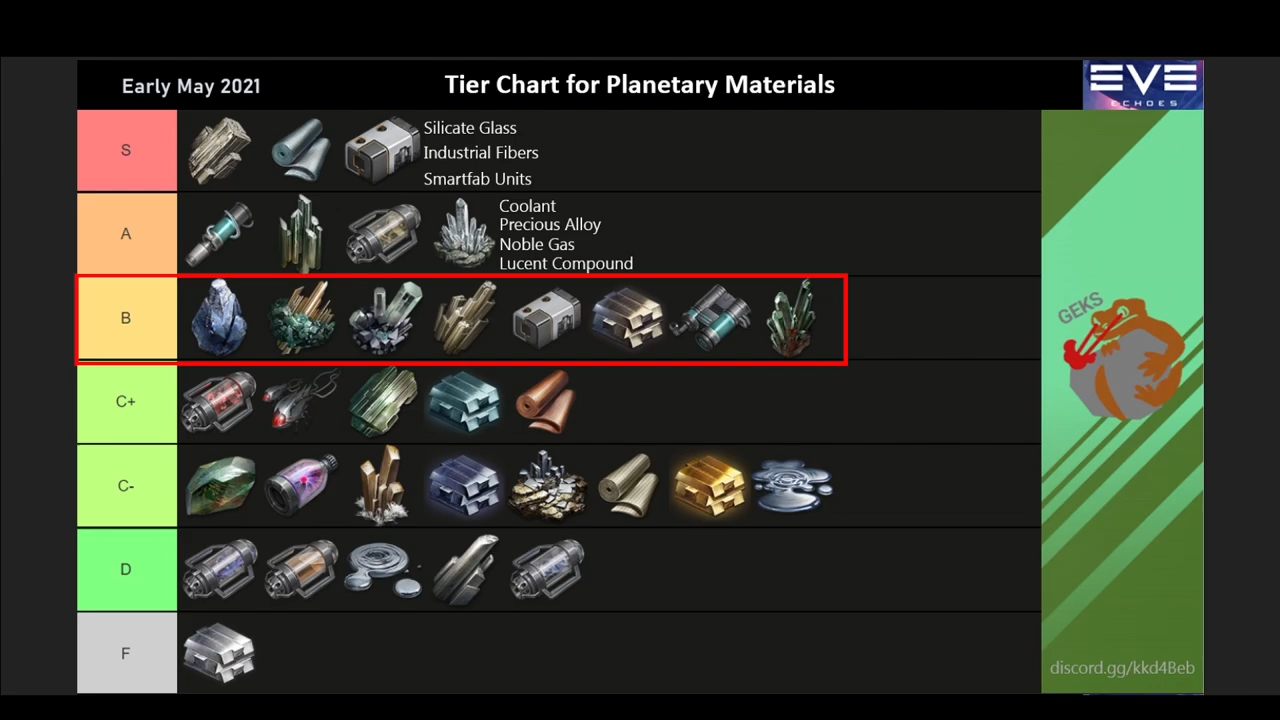 Early May 2021
Tier Chart for Planetary Materials
EVE
ECHOES
S
Silicate Glass
Industrial Fibers
Smartfab Units
A
Coolant
Precious Alloy
Noble Gas
Lucent Compound
B
GEKS
C+
C-
D
F
discord.gg/kkd4Beb